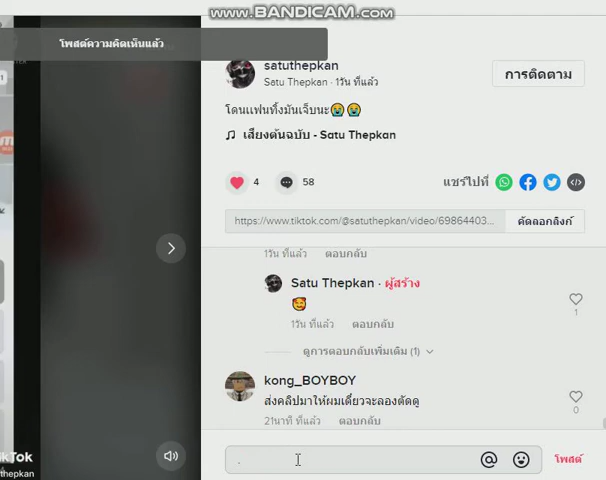 www.BANDICAM.com
โพสต์ความคิดเห็นแล้ว
satuthepkan
Satu Thepkan · 1วัน ที่แล้ว
การติดตาม
โดนแฟนทิ้งมันเจ็บนะ😭😭
♫ เสียงต้นฉบับ - Satu Thepkan
4 58 แชร์ไปที่
https://www.tiktok.com/@satuthepkan/video/69864403... คัดลอกลิงก์
1วัน ที่แล้ว ตอบกลับ
Satu Thepkan · ผู้สร้าง
🥰
1
1วัน ที่แล้ว ตอบกลับ
ดูการตอบกลับเพิ่มเติม (1)
kong_BOYBOY
ส่งคลิปมาให้ผมเดี๋ยวจะลองตัดดู
0
21นาที ที่แล้ว ตอบกลับ
. @ โพสต์
ikTok
thepkan